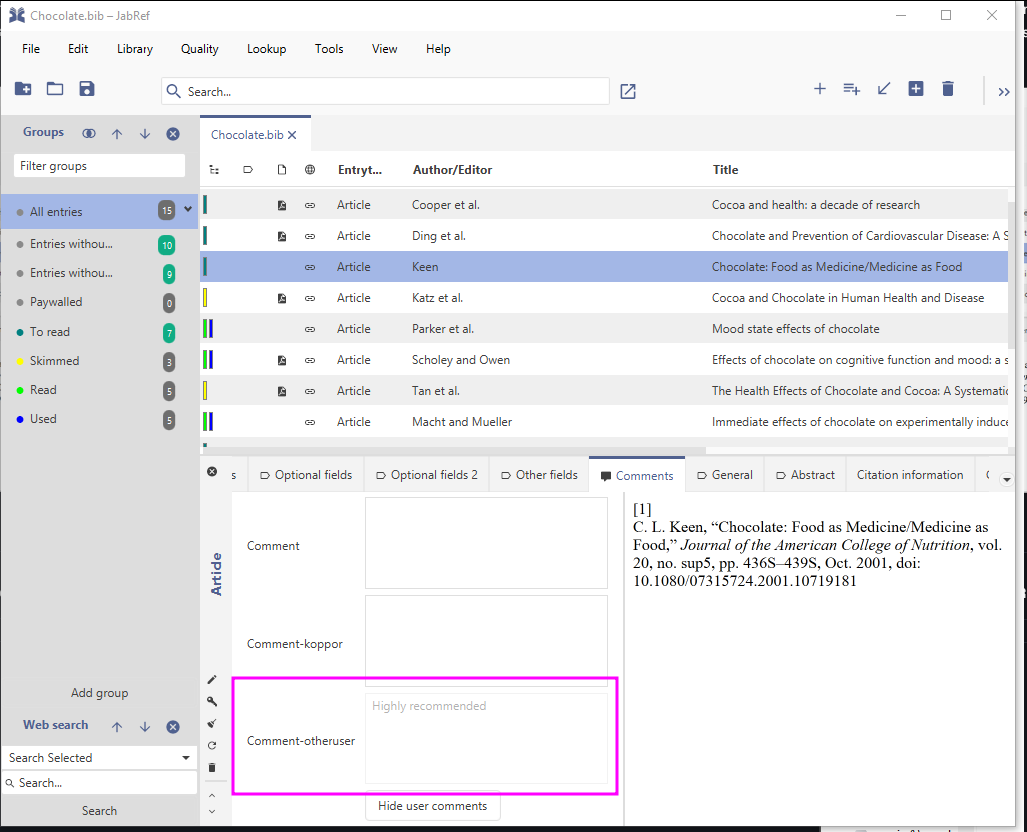 Chocolate.bib – JabRef
File Edit Library Quality Lookup Tools View Help
Search...
Groups
Filter groups
All entries 15
Entries withou... 10
Entries withou... 9
Paywalled 0
To read 7
Skimmed 3
Read 5
Used 5
Add group
Web search
Search Selected
Search...
Search
Chocolate.bib
Entryt... Author/Editor Title
Article Cooper et al. Cocoa and health: a decade of research
Article Ding et al. Chocolate and Prevention of Cardiovascular Disease: A S
Article Keen Chocolate: Food as Medicine/Medicine as Food
Article Katz et al. Cocoa and Chocolate in Human Health and Disease
Article Parker et al. Mood state effects of chocolate
Article Scholey and Owen Effects of chocolate on cognitive function and mood: a s
Article Tan et al. The Health Effects of Chocolate and Cocoa: A Systematic
Article Macht and Mueller Immediate effects of chocolate on experimentally induce
s Optional fields Optional fields 2 Other fields Comments General Abstract Citation information
Article
Comment
Comment-koppor
Comment-otheruser
Highly recommended
Hide user comments
[1]
C. L. Keen, “Chocolate: Food as Medicine/Medicine as
Food,” Journal of the American College of Nutrition, vol.
20, no. sup5, pp. 436S–439S, Oct. 2001, doi:
10.1080/07315724.2001.10719181